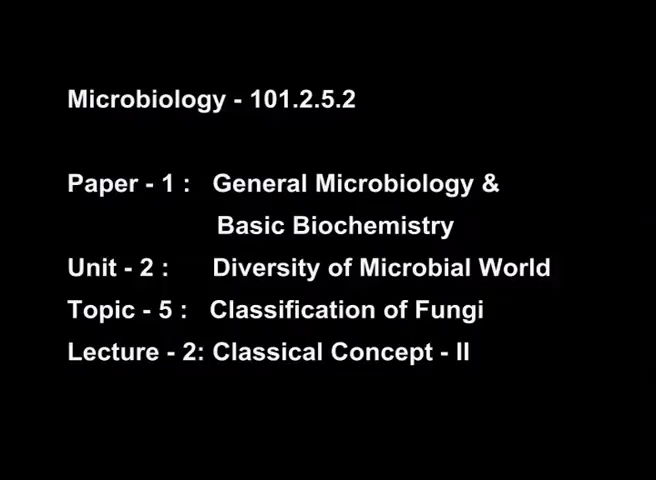 Microbiology - 101.2.5.2
Paper - 1 : General Microbiology &
Basic Biochemistry
Unit - 2 : Diversity of Microbial World
Topic - 5 : Classification of Fungi
Lecture - 2: Classical Concept - II